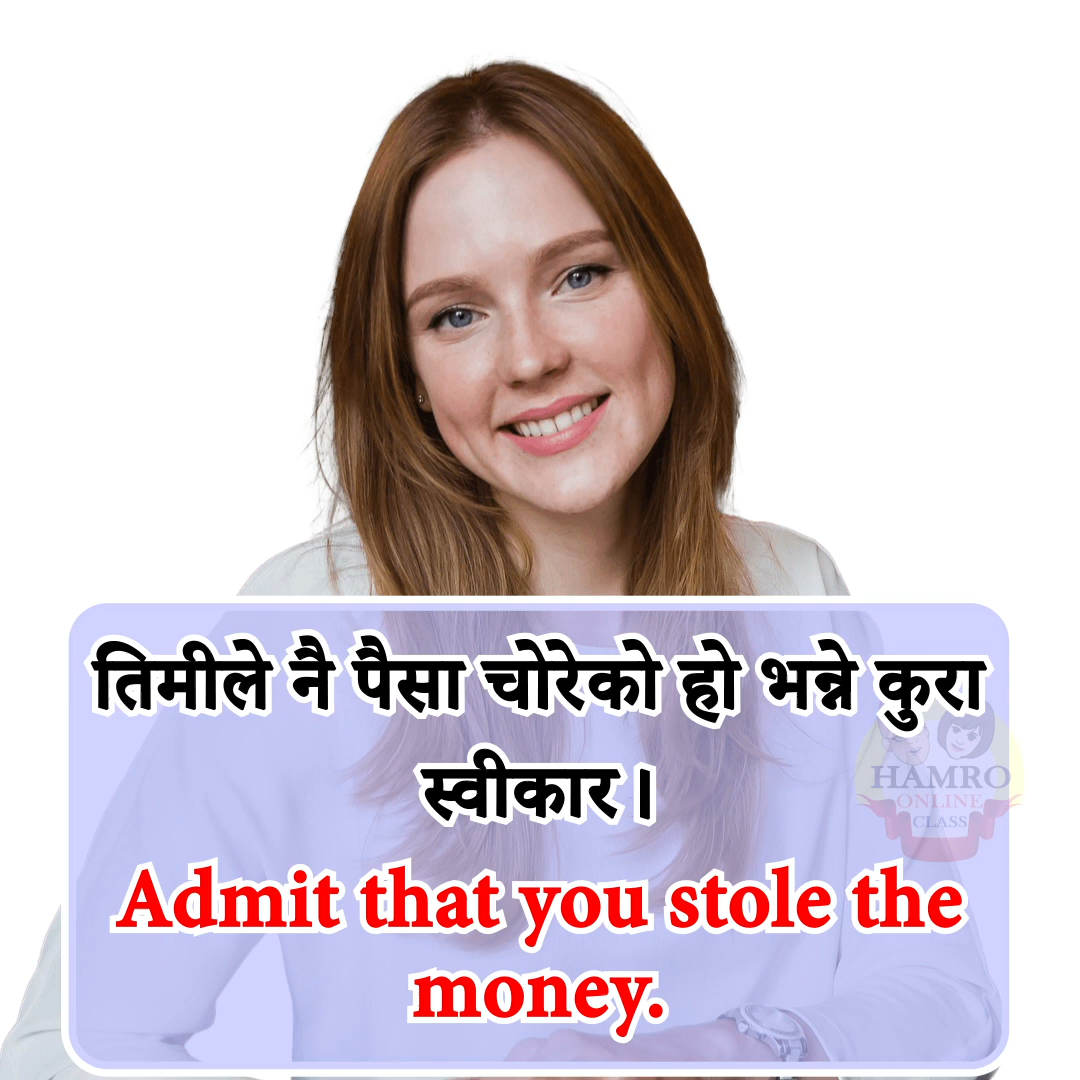 तिमीले नै पैसा चोरेको हो भन्ने कुरा
स्वीकार।
HAMRO
ONLINE
CLASS
Admit that you stole the
money.